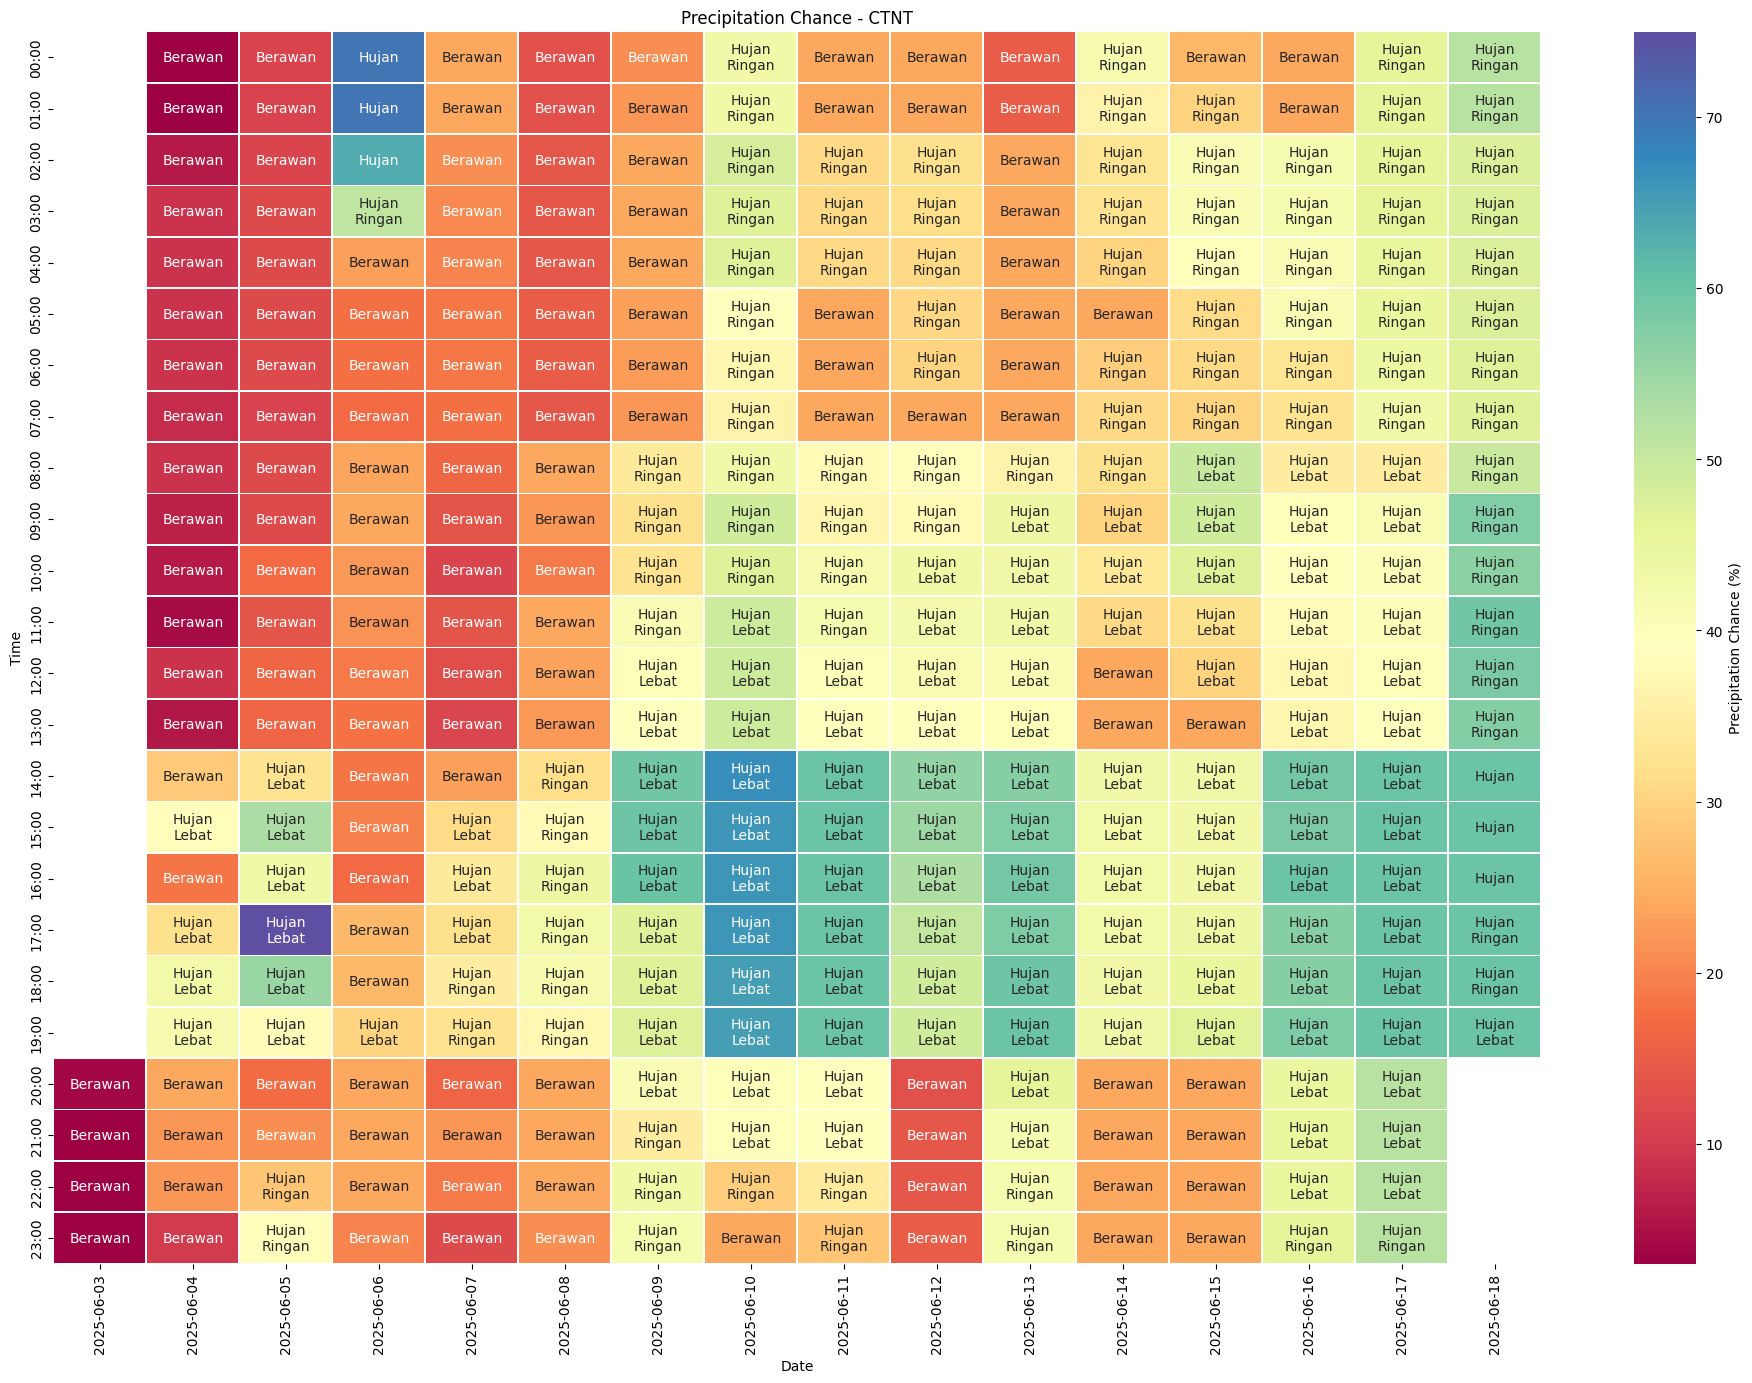 Precipitation Chance - CTNT
Time
00:00 Berawan Berawan Hujan Berawan Berawan Berawan Hujan Ringan Berawan Berawan Berawan Hujan Ringan Berawan Berawan Hujan Ringan Hujan Ringan
01:00 Berawan Berawan Hujan Berawan Berawan Berawan Hujan Ringan Berawan Berawan Berawan Hujan Ringan Hujan Ringan Berawan Hujan Ringan Hujan Ringan
02:00 Berawan Berawan Hujan Berawan Berawan Berawan Hujan Ringan Hujan Ringan Hujan Ringan Berawan Hujan Ringan Hujan Ringan Hujan Ringan Hujan Ringan Hujan Ringan
03:00 Berawan Berawan Hujan Ringan Berawan Berawan Berawan Hujan Ringan Hujan Ringan Hujan Ringan Berawan Hujan Ringan Hujan Ringan Hujan Ringan Hujan Ringan Hujan Ringan
04:00 Berawan Berawan Berawan Berawan Berawan Berawan Hujan Ringan Hujan Ringan Hujan Ringan Berawan Hujan Ringan Hujan Ringan Hujan Ringan Hujan Ringan Hujan Ringan
05:00 Berawan Berawan Berawan Berawan Berawan Berawan Hujan Ringan Berawan Hujan Ringan Berawan Berawan Hujan Ringan Hujan Ringan Hujan Ringan Hujan Ringan
06:00 Berawan Berawan Berawan Berawan Berawan Berawan Hujan Ringan Berawan Hujan Ringan Berawan Hujan Ringan Hujan Ringan Hujan Ringan Hujan Ringan Hujan Ringan
07:00 Berawan Berawan Berawan Berawan Berawan Berawan Hujan Ringan Berawan Berawan Berawan Hujan Ringan Hujan Ringan Hujan Ringan Hujan Ringan Hujan Ringan
08:00 Berawan Berawan Berawan Berawan Berawan Hujan Ringan Hujan Ringan Hujan Ringan Hujan Ringan Hujan Ringan Hujan Ringan Hujan Lebat Hujan Lebat Hujan Lebat Hujan Ringan
09:00 Berawan Berawan Berawan Berawan Berawan Hujan Ringan Hujan Ringan Hujan Ringan Hujan Ringan Hujan Lebat Hujan Lebat Hujan Lebat Hujan Lebat Hujan Lebat Hujan Ringan
10:00 Berawan Berawan Berawan Berawan Berawan Hujan Ringan Hujan Ringan Hujan Ringan Hujan Lebat Hujan Lebat Hujan Lebat Hujan Lebat Hujan Lebat Hujan Lebat Hujan Ringan
11:00 Berawan Berawan Berawan Berawan Berawan Hujan Ringan Hujan Lebat Hujan Ringan Hujan Lebat Hujan Lebat Hujan Lebat Hujan Lebat Hujan Lebat Hujan Lebat Hujan Ringan
12:00 Berawan Berawan Berawan Berawan Berawan Hujan Lebat Hujan Lebat Hujan Lebat Hujan Lebat Hujan Lebat Berawan Hujan Lebat Hujan Lebat Hujan Lebat Hujan Ringan
13:00 Berawan Berawan Berawan Berawan Berawan Hujan Lebat Hujan Lebat Hujan Lebat Hujan Lebat Hujan Lebat Berawan Berawan Hujan Lebat Hujan Lebat Hujan Ringan
14:00 Berawan Hujan Lebat Berawan Berawan Hujan Ringan Hujan Lebat Hujan Lebat Hujan Lebat Hujan Lebat Hujan Lebat Hujan Lebat Hujan Lebat Hujan Lebat Hujan Lebat Hujan
15:00 Hujan Lebat Hujan Lebat Berawan Hujan Lebat Hujan Ringan Hujan Lebat Hujan Lebat Hujan Lebat Hujan Lebat Hujan Lebat Hujan Lebat Hujan Lebat Hujan Lebat Hujan Lebat Hujan
16:00 Berawan Hujan Lebat Berawan Hujan Lebat Hujan Ringan Hujan Lebat Hujan Lebat Hujan Lebat Hujan Lebat Hujan Lebat Hujan Lebat Hujan Lebat Hujan Lebat Hujan Lebat Hujan
17:00 Hujan Lebat Hujan Lebat Berawan Hujan Lebat Hujan Ringan Hujan Lebat Hujan Lebat Hujan Lebat Hujan Lebat Hujan Lebat Hujan Lebat Hujan Lebat Hujan Lebat Hujan Lebat Hujan Ringan
18:00 Hujan Lebat Hujan Lebat Berawan Hujan Ringan Hujan Ringan Hujan Lebat Hujan Lebat Hujan Lebat Hujan Lebat Hujan Lebat Hujan Lebat Hujan Lebat Hujan Lebat Hujan Lebat Hujan Ringan
19:00 Hujan Lebat Hujan Lebat Hujan Lebat Hujan Ringan Hujan Ringan Hujan Lebat Hujan Lebat Hujan Lebat Hujan Lebat Hujan Lebat Hujan Lebat Hujan Lebat Hujan Lebat Hujan Lebat Hujan Lebat
20:00 Berawan Berawan Berawan Berawan Berawan Berawan Hujan Lebat Hujan Lebat Hujan Lebat Berawan Hujan Lebat Berawan Berawan Hujan Lebat Hujan Lebat
21:00 Berawan Berawan Berawan Berawan Berawan Berawan Hujan Ringan Hujan Lebat Hujan Lebat Berawan Hujan Lebat Berawan Berawan Hujan Lebat Hujan Lebat
22:00 Berawan Berawan Hujan Ringan Berawan Berawan Berawan Hujan Ringan Hujan Ringan Hujan Ringan Berawan Hujan Ringan Berawan Berawan Hujan Lebat Hujan Lebat
23:00 Berawan Berawan Hujan Ringan Berawan Berawan Berawan Hujan Ringan Berawan Hujan Ringan Berawan Hujan Ringan Berawan Berawan Hujan Ringan Hujan Ringan
2025-06-03 2025-06-04 2025-06-05 2025-06-06 2025-06-07 2025-06-08 2025-06-09 2025-06-10 2025-06-11 2025-06-12 2025-06-13 2025-06-14 2025-06-15 2025-06-16 2025-06-17 2025-06-18
Date
70
60
50
40
30
20
10
Precipitation Chance (%)